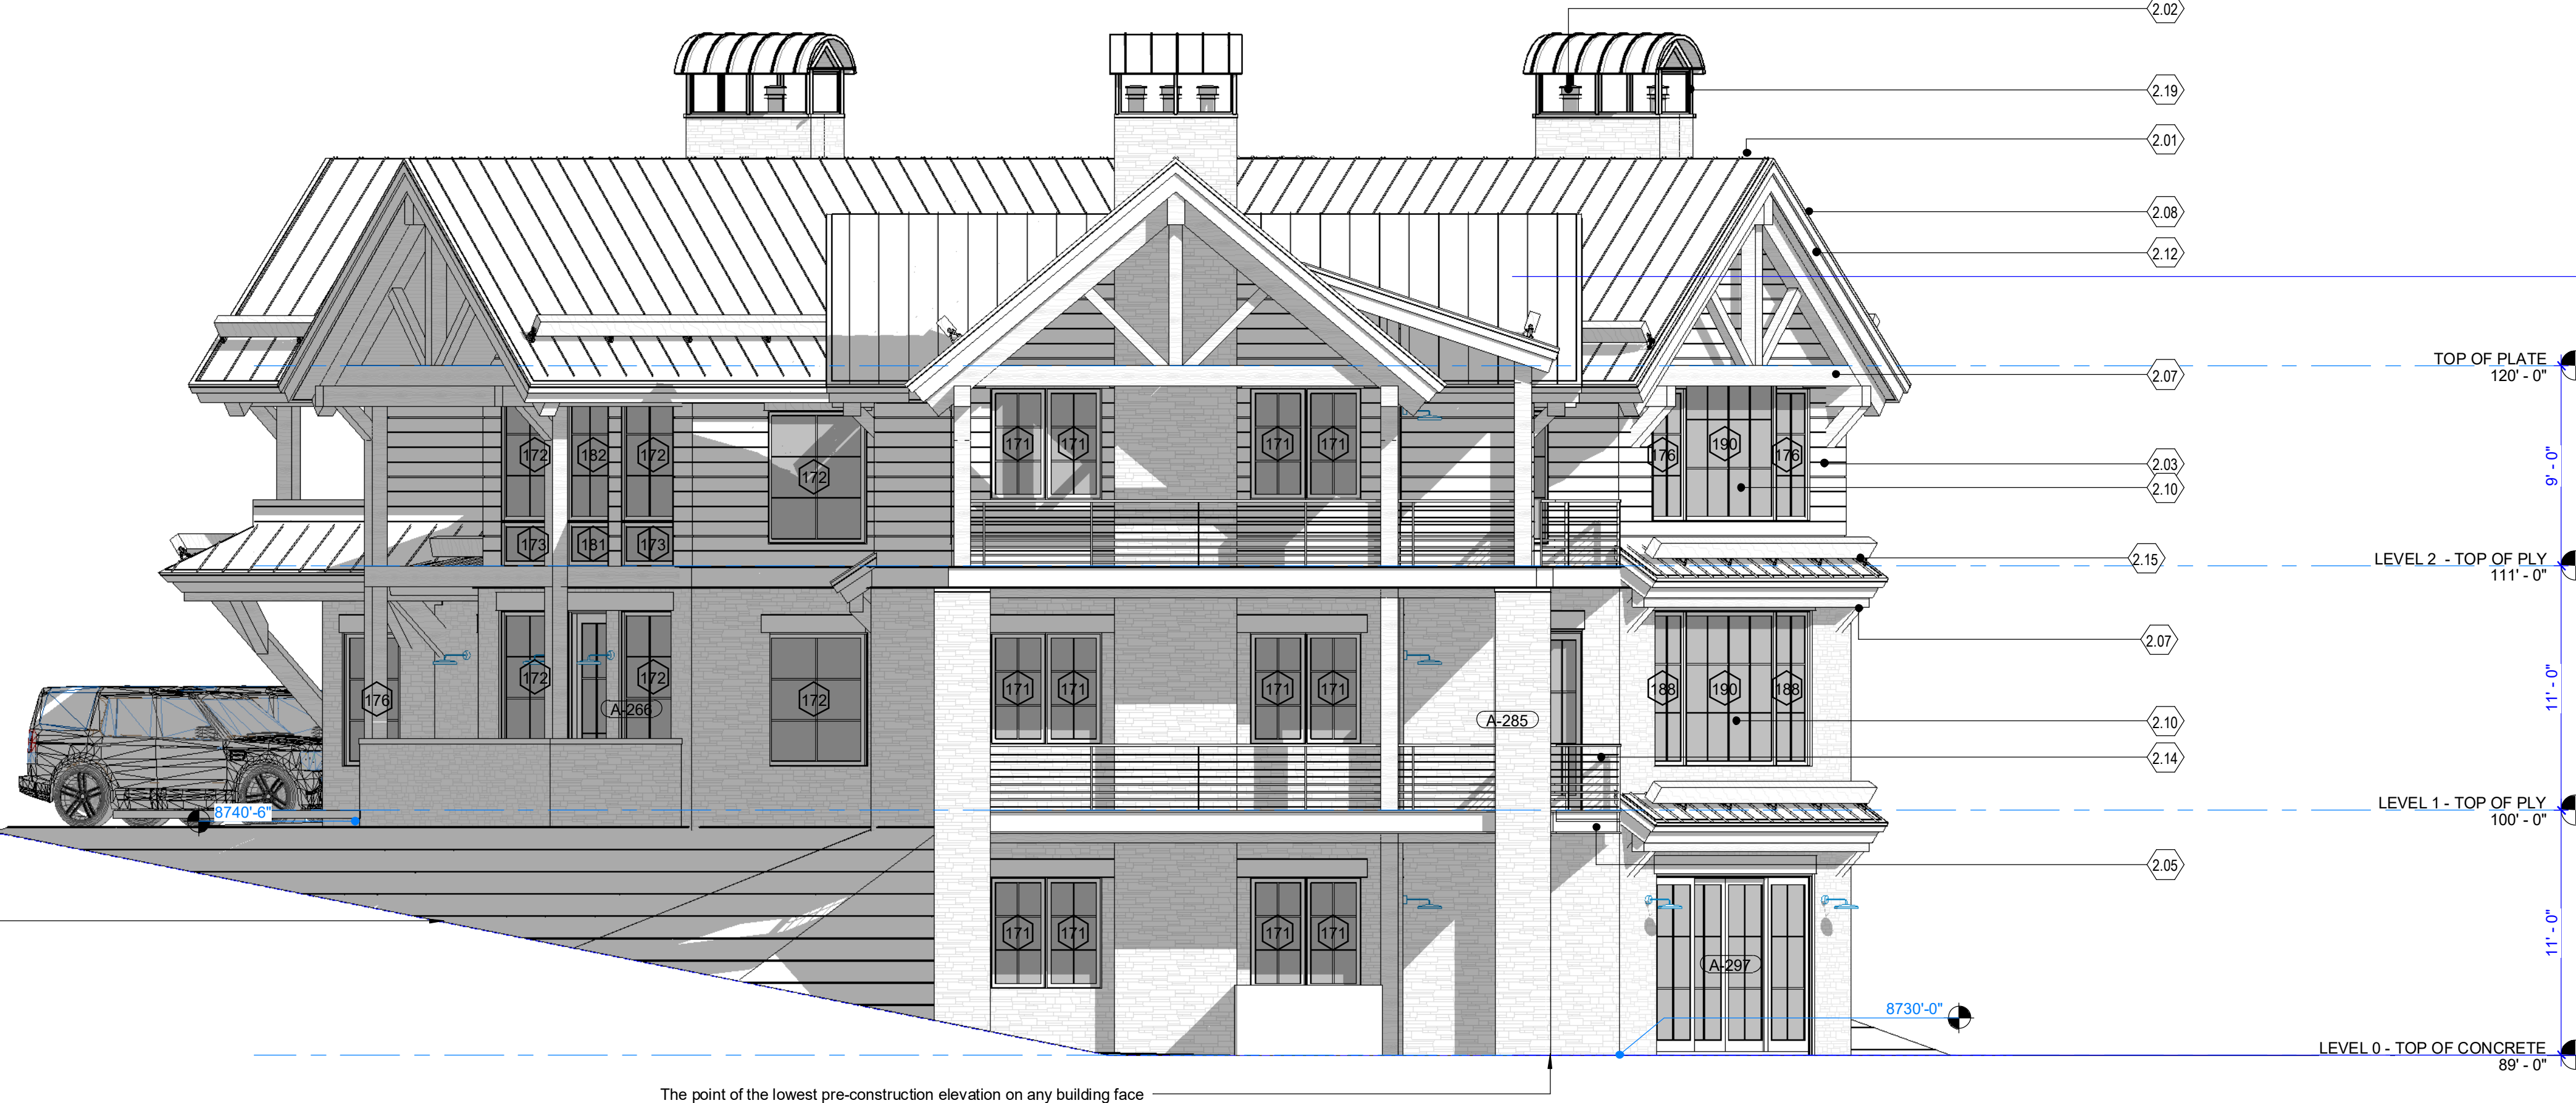 2.02
2.19
2.01
2.08
2.12
TOP OF PLATE
120' - 0"
2.07
171 171 171 171 190
172 182 172 176 176
2.03
9' - 0"
172
2.10
173 181 173
2.15
LEVEL 2 - TOP OF PLY
111' - 0"
2.07
172 172
176 172 171 171 171 171 188 190 188
11' - 0"
A-266
A-285
2.10
2.14
LEVEL 1 - TOP OF PLY
100' - 0"
8740'-6"
2.05
171 171 171 171
11' - 0"
A-297
8730'-0"
LEVEL 0 - TOP OF CONCRETE
89' - 0"
The point of the lowest pre-construction elevation on any building face